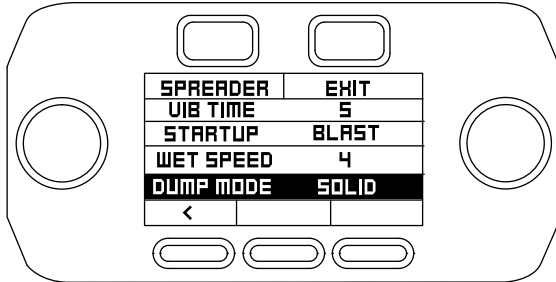 SPREADER EXIT
VIB TIME 5
STARTUP BLAST
WET SPEED 4
DUMP MODE SOLID
<